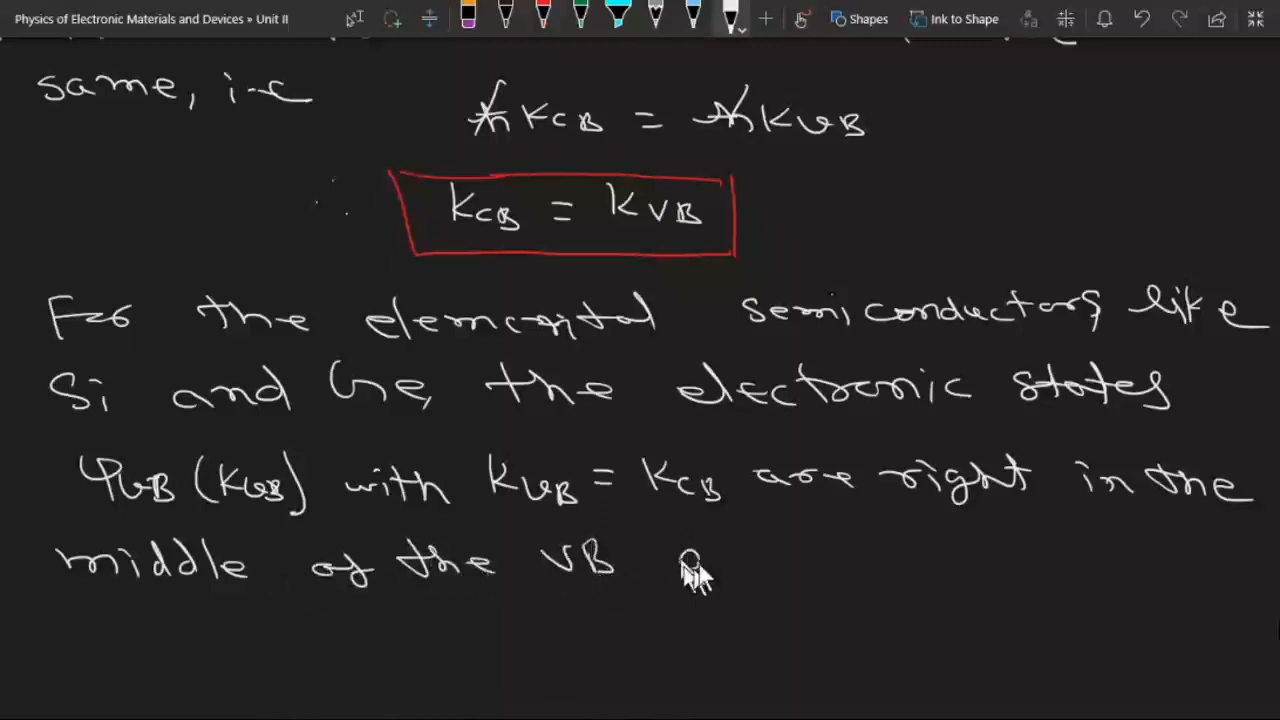 Physics of Electronic Materials and Devices » Unit II
Shapes
Ink to Shape
same, i.e
ħ kCB = ħ kVB
∴ kCB = kVB
For the elemental semiconductors like
Si and Ge, the electronic states
ψVB (kVB) with kVB = kCB are right in the
middle of the VB